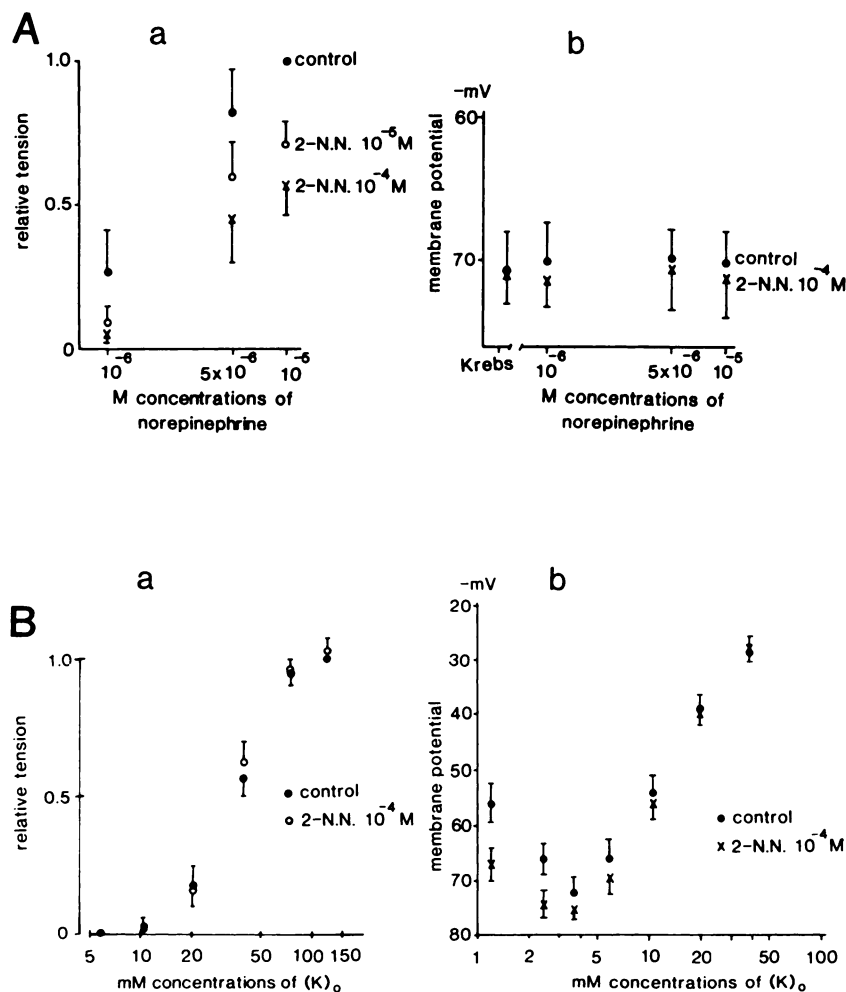 A
a
1.0
0.5
0
relative tension
control
2-N.N. 10⁻⁵M
2-N.N. 10⁻⁴M
10⁻⁶
5x10⁻⁶
10⁻⁵
M concentrations of
norepinephrine
b
-mV
60
70
membrane potential
control
2-N.N. 10⁻⁴M
Krebs
10⁻⁶
5x10⁻⁶
10⁻⁵
M concentrations of
norepinephrine
B
a
1.0
0.5
0
relative tension
control
2-N.N. 10⁻⁴M
5 10 20 50 100 150
mM concentrations of (K)ₒ
b
-mV
20
30
40
50
60
70
80
membrane potential
control
2-N.N. 10⁻⁴M
1 2 5 10 20 50 100
mM concentrations of (K)ₒ